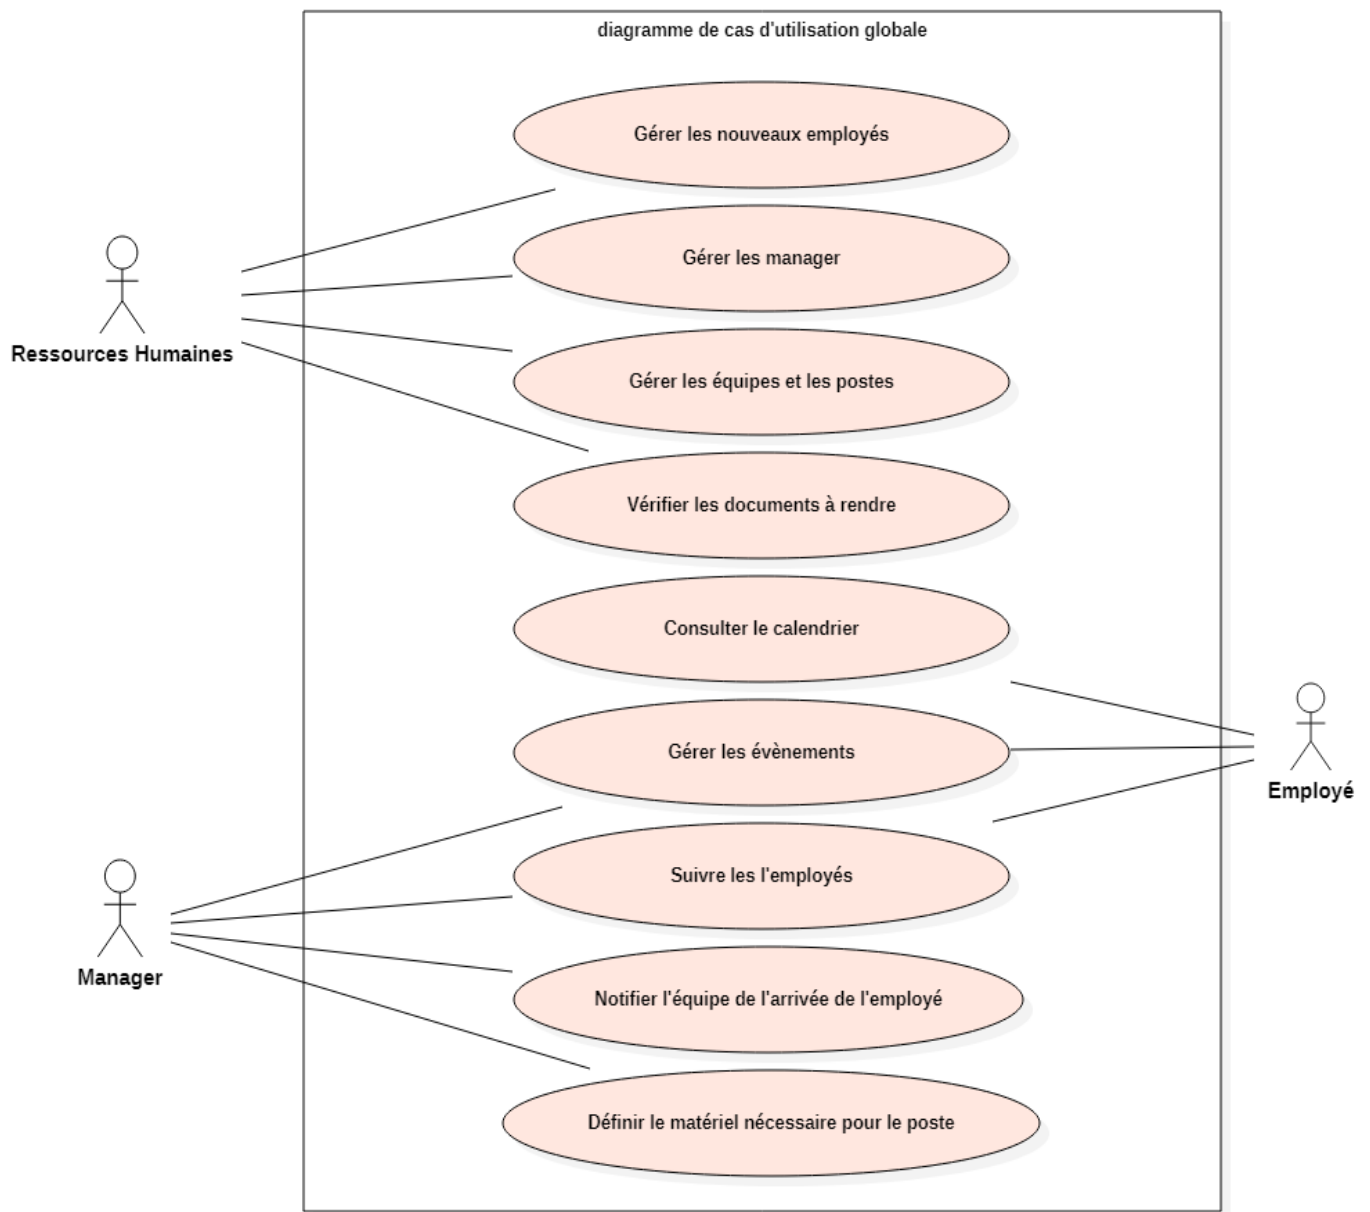 diagramme de cas d'utilisation globale
Gérer les nouveaux employés
Gérer les manager
Ressources Humaines
Gérer les équipes et les postes
Vérifier les documents à rendre
Consulter le calendrier
Gérer les évènements
Employé
Suivre les l'employés
Manager
Notifier l'équipe de l'arrivée de l'employé
Définir le matériel nécessaire pour le poste